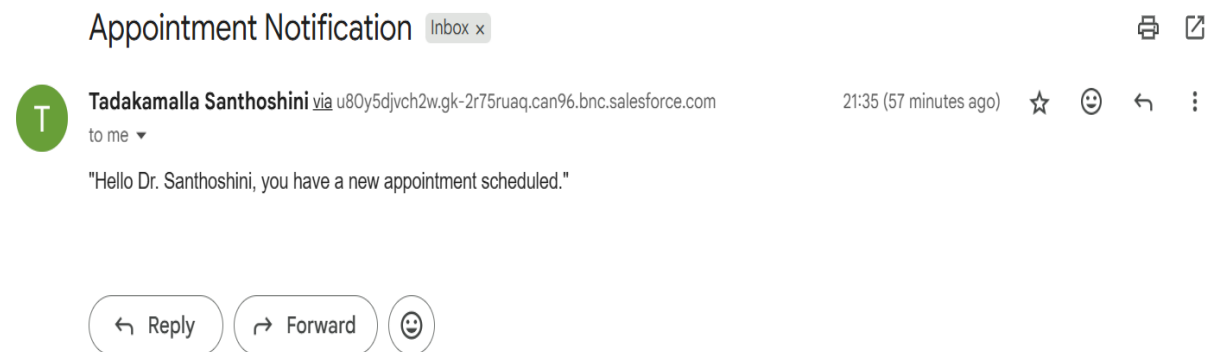 Appointment Notification Inbox x
T
Tadakamalla Santhoshini via u80y5djvch2w.gk-2r75ruaq.can96.bnc.salesforce.com 21:35 (57 minutes ago)
to me
"Hello Dr. Santhoshini, you have a new appointment scheduled."
Reply Forward